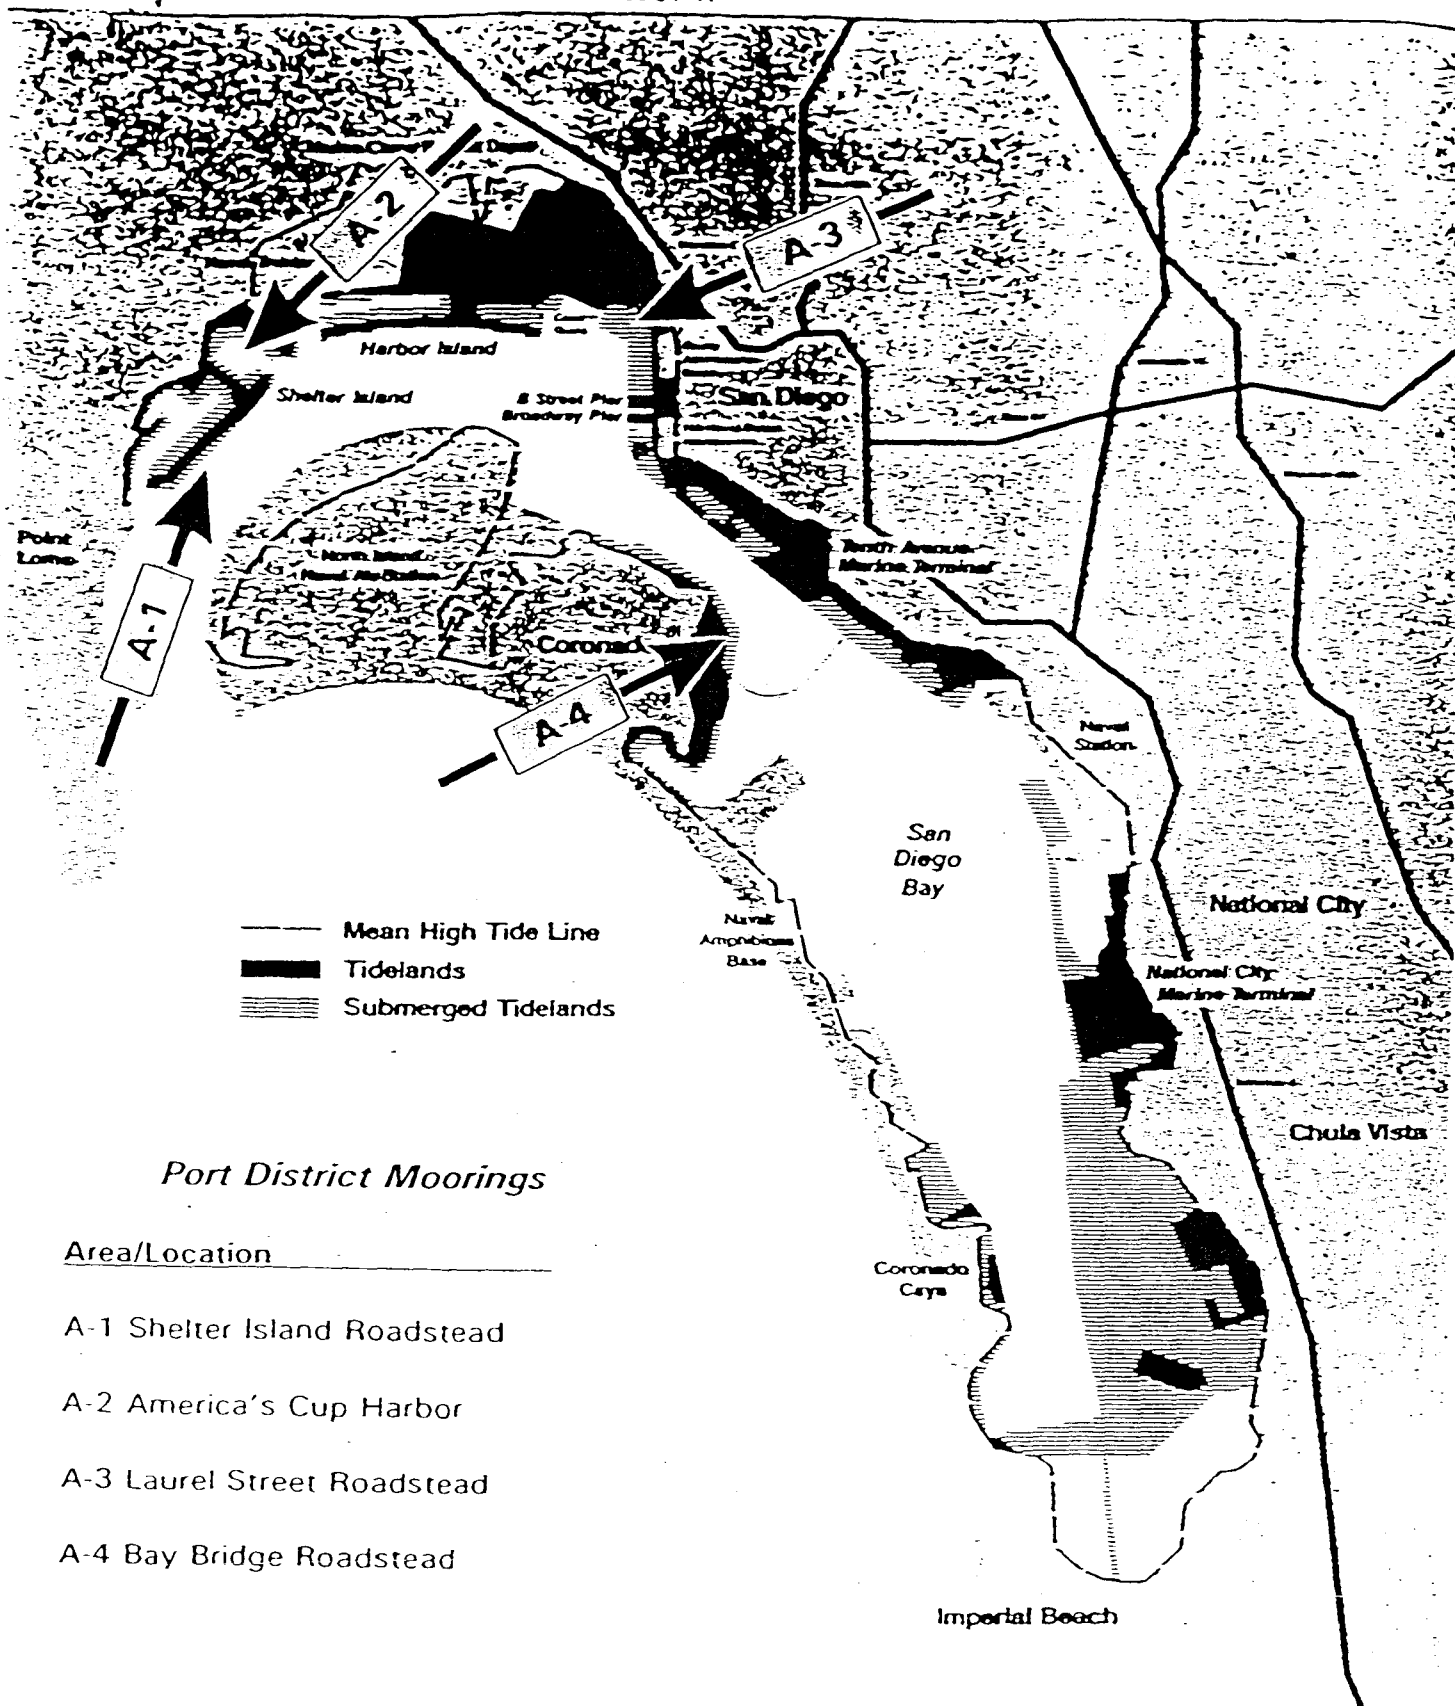 A-2
A-3
Harbor Island
Shelter Island
B Street Pier
Broadway Pier
San Diego
Point
Loma
North Island
Naval Air Station
Tenth Avenue
Marine Terminal
A-1
Coronado
A-4
Naval
Station
San
Diego
Bay
National City
Mean High Tide Line
Tidelands
Submerged Tidelands
Naval
Amphibious
Base
National City
Marine Terminal
Chula Vista
Port District Moorings
Area/Location
Coronado
Cays
A-1 Shelter Island Roadstead
A-2 America's Cup Harbor
A-3 Laurel Street Roadstead
A-4 Bay Bridge Roadstead
Imperial Beach